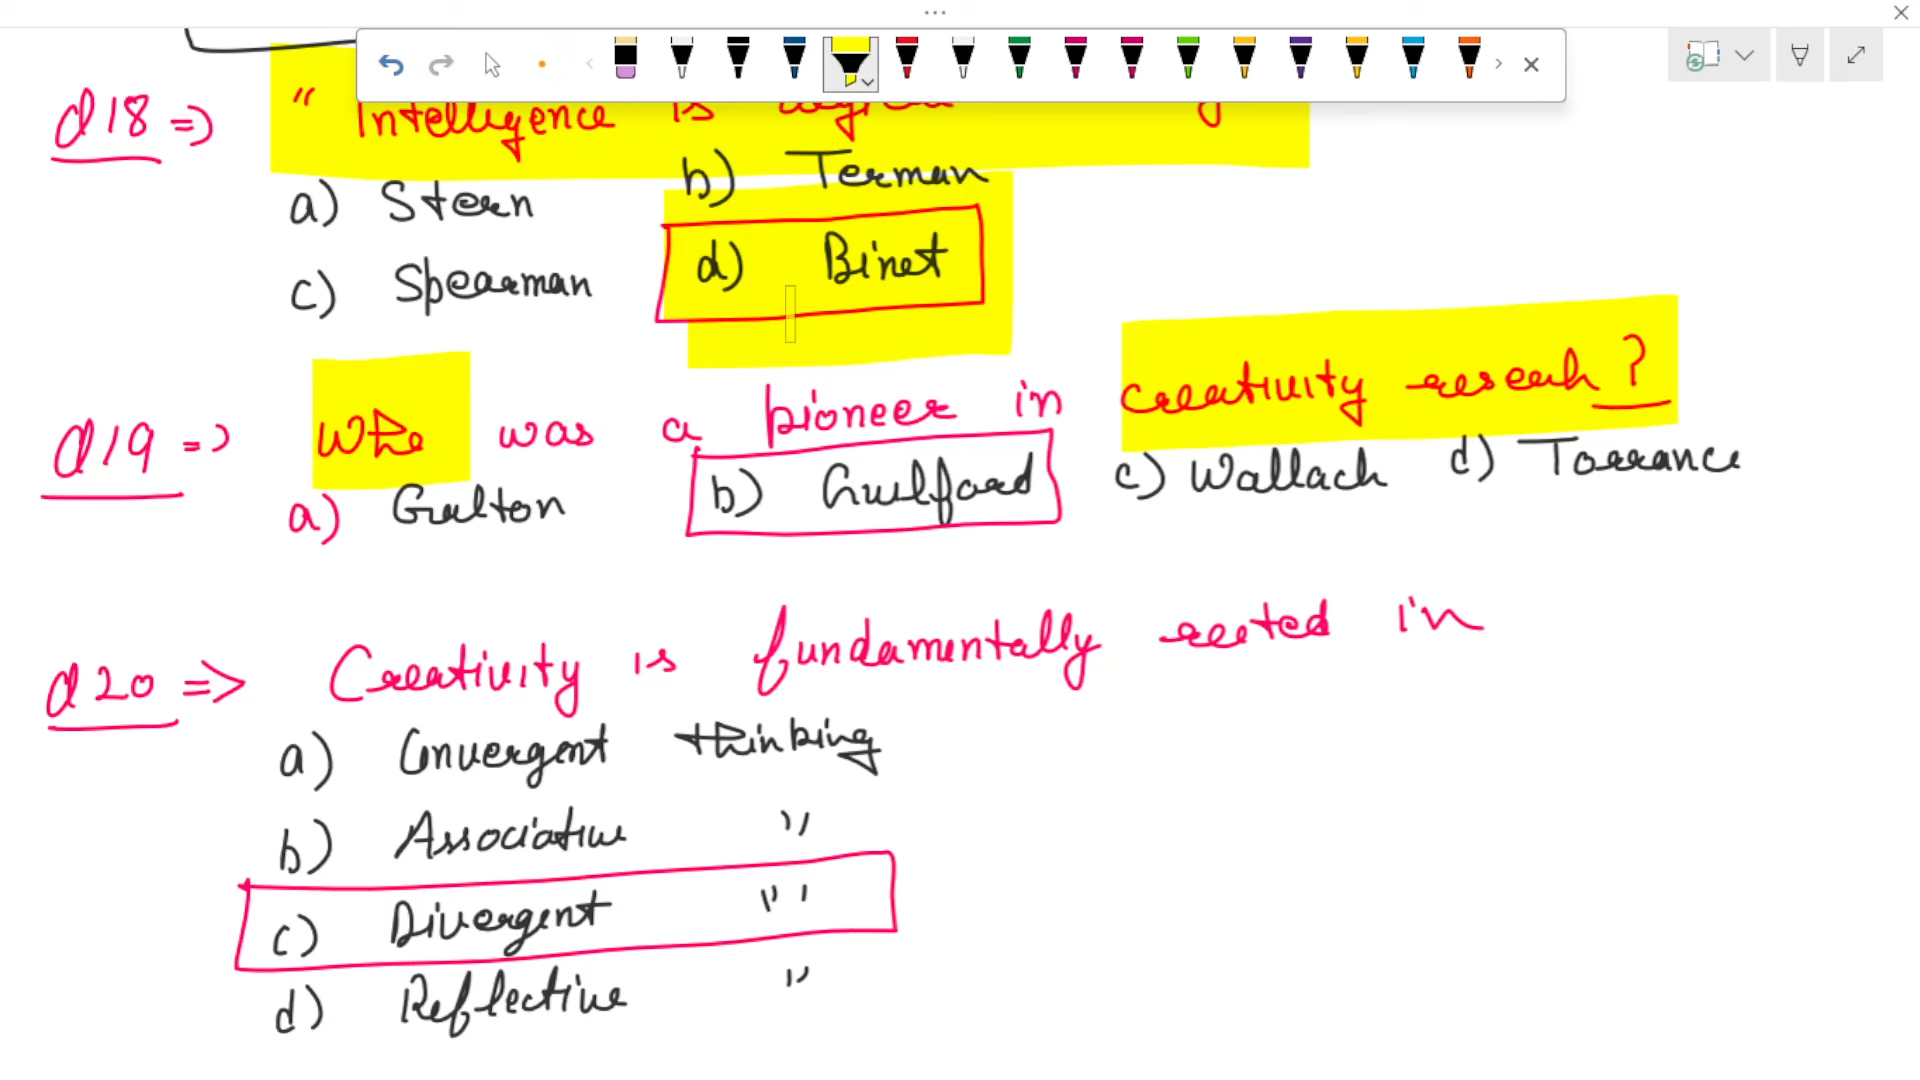 Q18 => " Intelligence is
a) Stern b) Terman
c) Spearman d) Binet
Q19 => Who was a pioneer in creativity reseach ?
a) Galton b) Guilford c) Wallach d) Torrance
Q20 => Creativity is fundamentally rooted in
a) Convergent thinking
b) Associative "
c) Divergent "
d) Reflective "